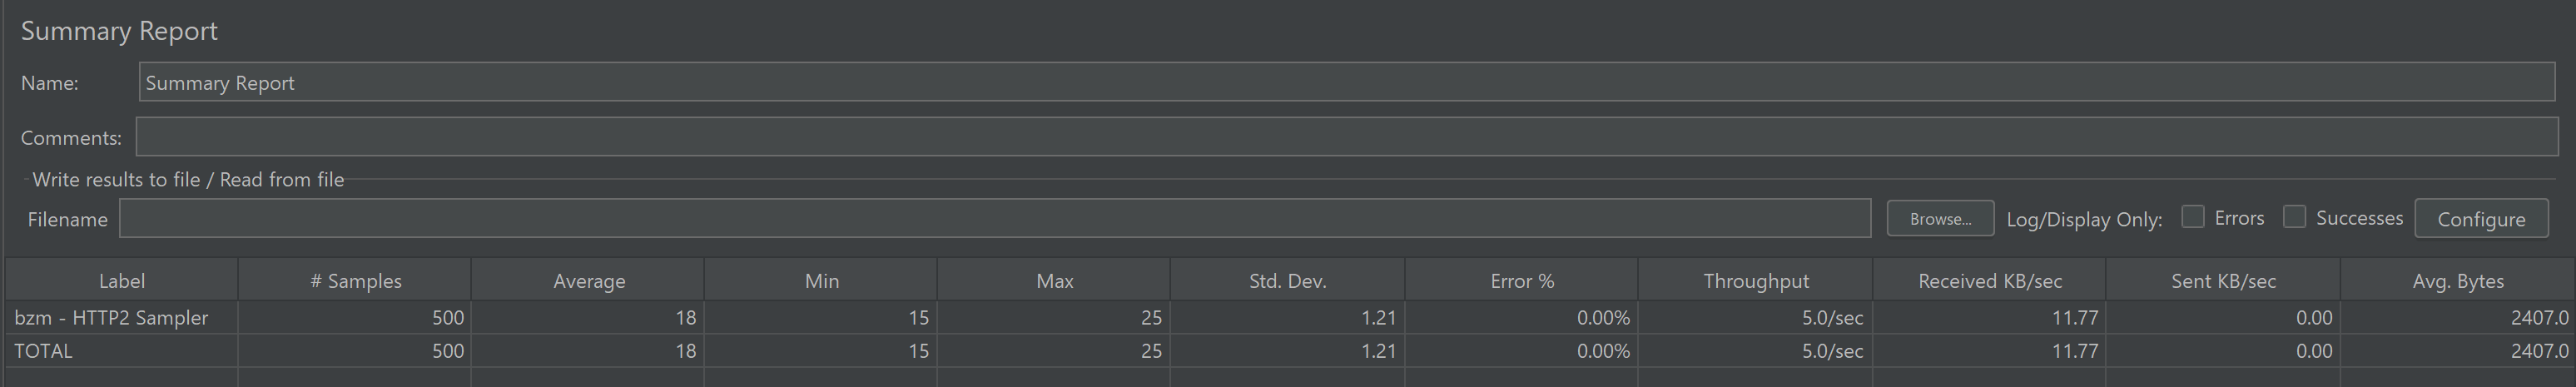 Summary Report
Name: Summary Report
Comments:
Write results to file / Read from file
Filename Browse... Log/Display Only: Errors Successes Configure
Label # Samples Average Min Max Std. Dev. Error % Throughput Received KB/sec Sent KB/sec Avg. Bytes
bzm - HTTP2 Sampler 500 18 15 25 1.21 0.00% 5.0/sec 11.77 0.00 2407.0
TOTAL 500 18 15 25 1.21 0.00% 5.0/sec 11.77 0.00 2407.0